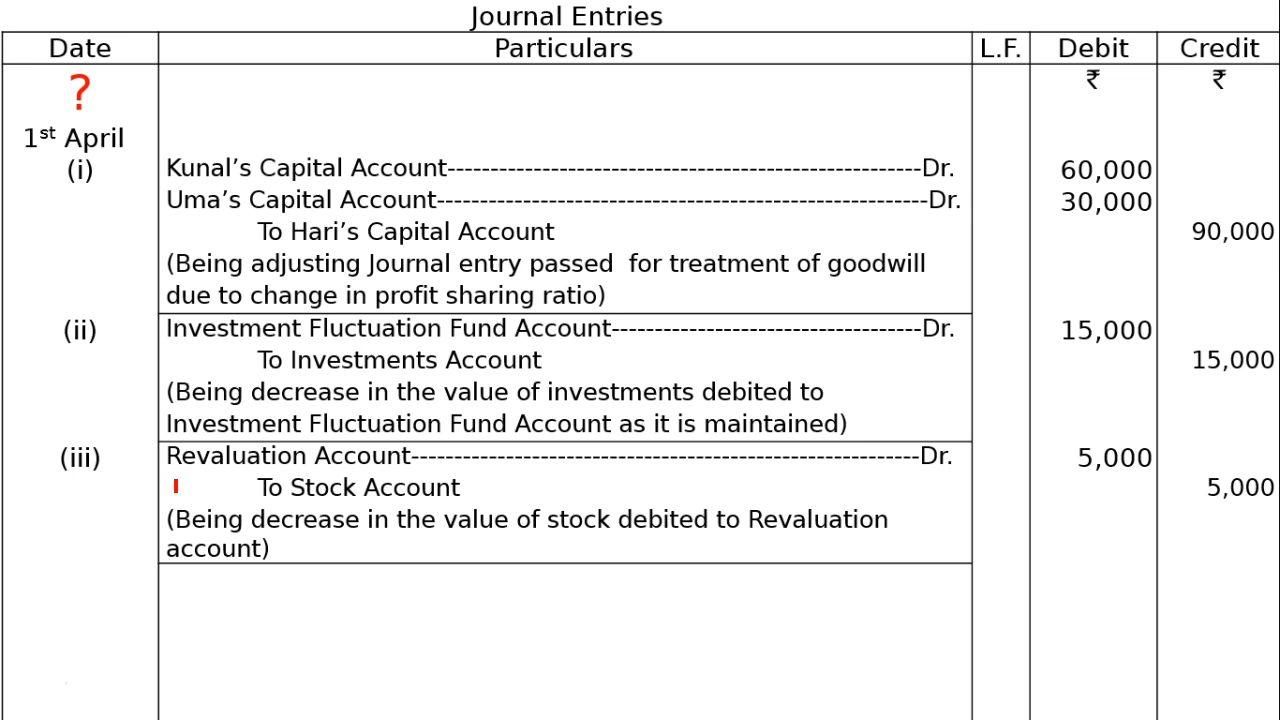 Journal Entries
Date Particulars L.F. Debit Credit
? ₹ ₹
1st April
(i) Kunal’s Capital Account-------------------------------------------------------Dr. 60,000
Uma’s Capital Account---------------------------------------------------------Dr. 30,000
To Hari’s Capital Account 90,000
(Being adjusting Journal entry passed for treatment of goodwill
due to change in profit sharing ratio)
(ii) Investment Fluctuation Fund Account------------------------------------Dr. 15,000
To Investments Account 15,000
(Being decrease in the value of investments debited to
Investment Fluctuation Fund Account as it is maintained)
(iii) Revaluation Account-----------------------------------------------------------Dr. 5,000
To Stock Account 5,000
(Being decrease in the value of stock debited to Revaluation
account)